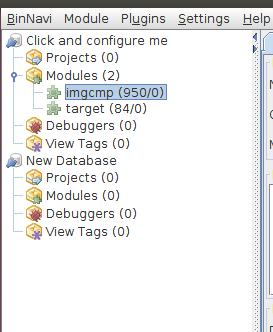 BinNavi Module Plugins Settings Help
Click and configure me
Projects (0)
Modules (2)
imgcmp (950/0)
target (84/0)
Debuggers (0)
View Tags (0)
New Database
Projects (0)
Modules (0)
Debuggers (0)
View Tags (0)